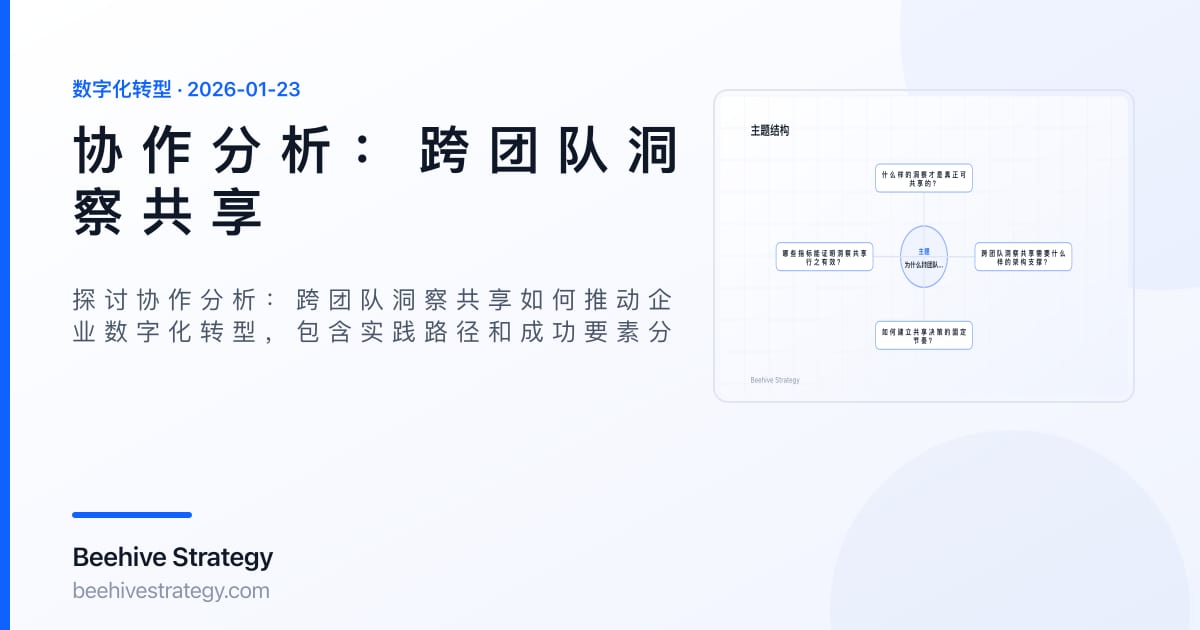 数字化转型 · 2026-01-23
协作分析：跨团队洞
察共享
探讨协作分析：跨团队洞察共享如何推动企
业数字化转型，包含实践路径和成功要素分
Beehive Strategy
beehivestrategy.com
主题结构
什么样的洞察才是真正可
共享的？
哪些指标能证明洞察共享
行之有效？
主题
为什么跨团队...
跨团队洞察共享需要什么
样的架构支撑？
如何建立共享决策的固定
节奏？
Beehive Strategy